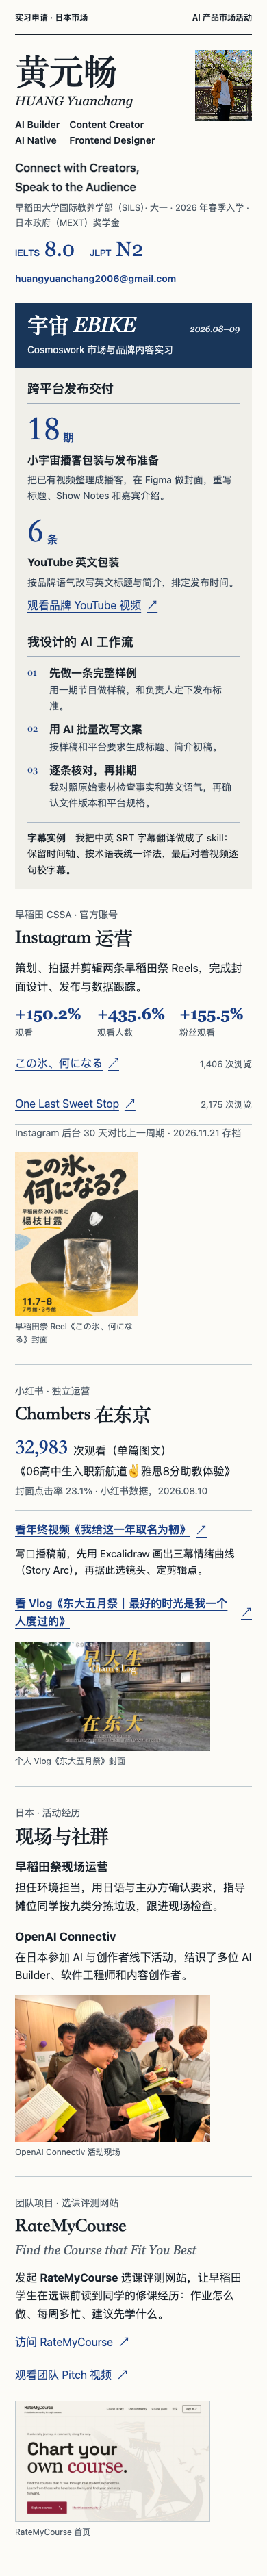 实习申请 · 日本市场
AI 产品市场活动
黄元畅
HUANG Yuanchang
AI Builder Content Creator
AI Native Frontend Designer
Connect with Creators,
Speak to the Audience
早稻田大学国际教养学部（SILS）· 大一 · 2026 年春季入学 ·
日本政府（MEXT）奖学金
IELTS 8.0 JLPT N2
huangyuanchang2006@gmail.com
宇宙 EBIKE
2026.08–09
Cosmoswork 市场与品牌内容实习
跨平台发布交付
18 期
小宇宙播客包装与发布准备
把已有视频整理成播客，在 Figma 做封面，重写
标题、Show Notes 和嘉宾介绍。
6 条
YouTube 英文包装
按品牌语气改写英文标题与简介，排定发布时间。
观看品牌 YouTube 视频 ↗
我设计的 AI 工作流
01 先做一条完整样例
用一期节目做样稿，和负责人定下发布标
准。
02 用 AI 批量改写文案
按样稿和平台要求生成标题、简介初稿。
03 逐条核对，再排期
我对照原始素材检查事实和英文语气，再确
认文件版本和平台规格。
字幕实例 我把中英 SRT 字幕翻译做成了 skill：
保留时间轴、按术语表统一译法，最后对着视频逐
句校字幕。
早稻田 CSSA · 官方账号
Instagram 运营
策划、拍摄并剪辑两条早稻田祭 Reels，完成封
面设计、发布与数据跟踪。
+150.2% +435.6% +155.5%
观看 观看人数 粉丝观看
この氷、何になる ↗ 1,406 次浏览
One Last Sweet Stop ↗ 2,175 次浏览
Instagram 后台 30 天对比上一周期 · 2026.11.21 存档
この氷、
何になる?
早稻田祭2026限定
楊枝甘露
11.7–8
早稻田祭 Reel《この氷、何にな
る》封面
小红书 · 独立运营
Chambers 在东京
32,983 次观看（单篇图文）
《06高中生入职新航道✌️雅思8分助教体验》
封面点击率 23.1% · 小红书数据，2026.08.10
看年终视频《我给这一年取名为韧》 ↗
写口播稿前，先用 Excalidraw 画出三幕情绪曲线
（Story Arc），再据此选镜头、定剪辑点。
看 Vlog《东大五月祭｜最好的时光是我一个
人度过的》 ↗
早大生
Cham's Log
在东大
个人 Vlog《东大五月祭》封面
日本 · 活动经历
现场与社群
早稻田祭现场运营
担任环境担当，用日语与主办方确认要求，指导
摊位同学按九类分拣垃圾，跟进现场检查。
OpenAI Connectiv
在日本参加 AI 与创作者线下活动，结识了多位 AI
Builder、软件工程师和内容创作者。
OpenAI Connectiv 活动现场
团队项目 · 选课评测网站
RateMyCourse
Find the Course that Fit You Best
发起 RateMyCourse 选课评测网站，让早稻田
学生在选课前读到同学的修课经历：作业怎么
做、每周多忙、建议先学什么。
访问 RateMyCourse ↗
观看团队 Pitch 视频 ↗
RateMyCourse
Chart your
own course.
RateMyCourse 首页